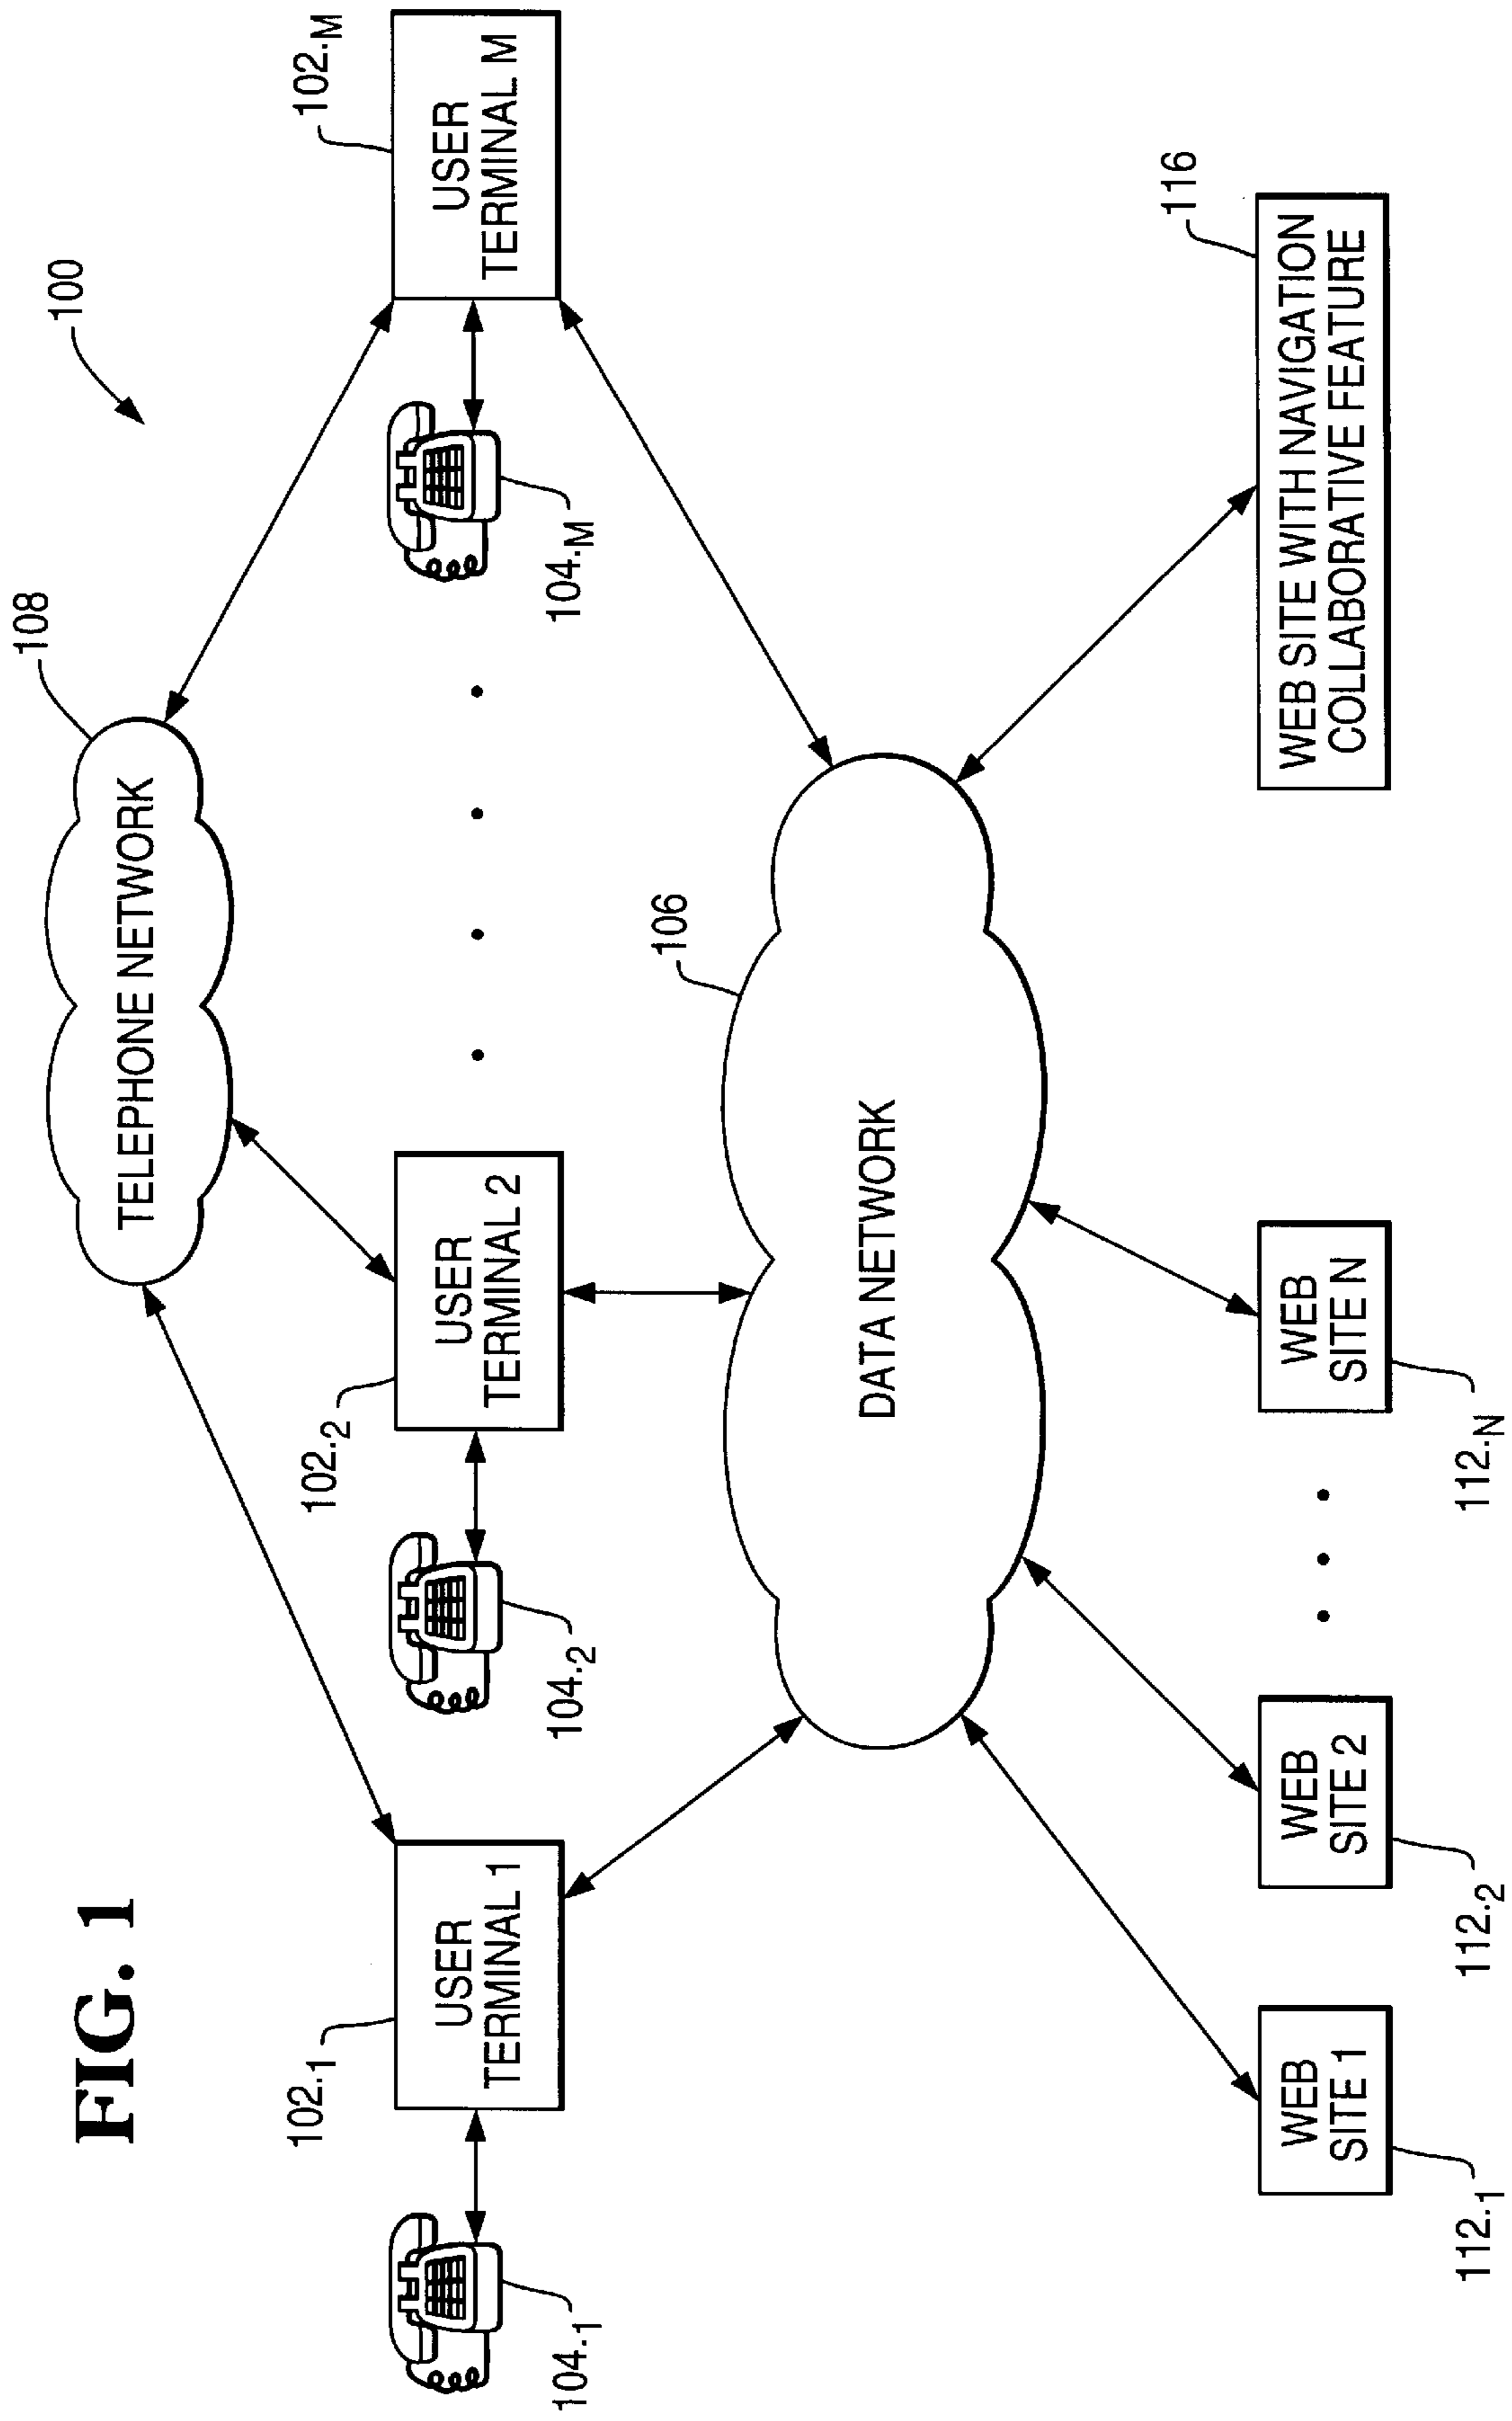 FIG. 1
100
108
TELEPHONE NETWORK
102.1
USER
TERMINAL 1
104.1
102.2
USER
TERMINAL 2
104.2
102.M
USER
TERMINAL M
104.M
106
DATA NETWORK
WEB
SITE 1
112.1
WEB
SITE 2
112.2
WEB
SITE N
112.N
116
WEB SITE WITH NAVIGATION
COLLABORATIVE FEATURE